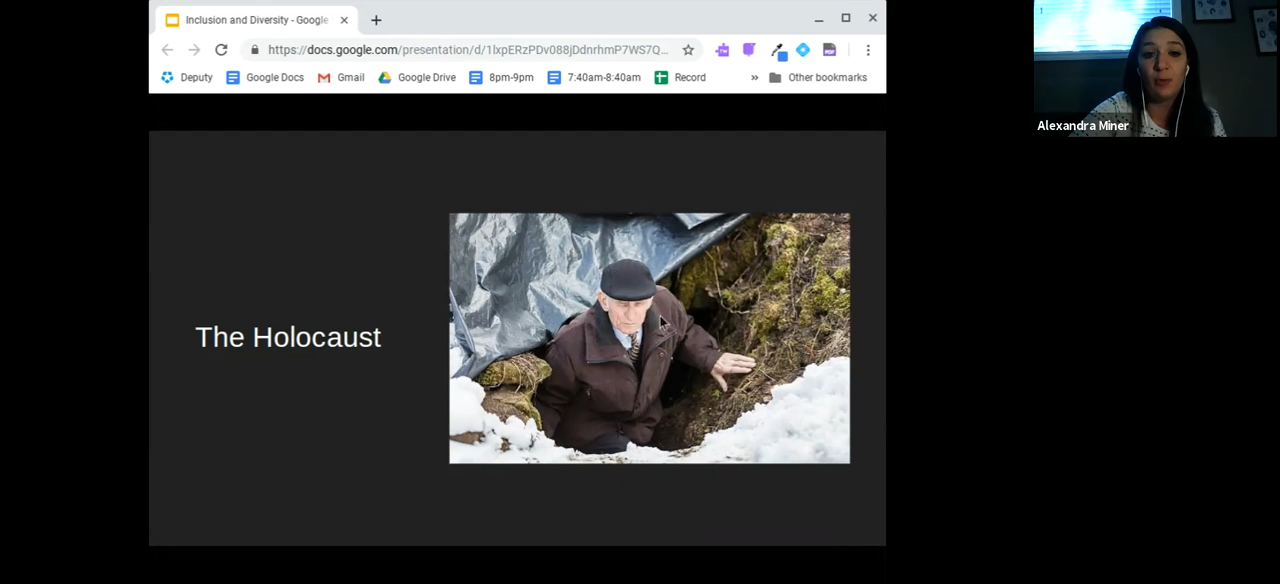 Inclusion and Diversity - Google
https://docs.google.com/presentation/d/1lxpERzPDv088jDdnrhmP7WS7Q...
Deputy
Google Docs
Gmail
Google Drive
8pm-9pm
7:40am-8:40am
Record
»
Other bookmarks
Alexandra Miner
The Holocaust